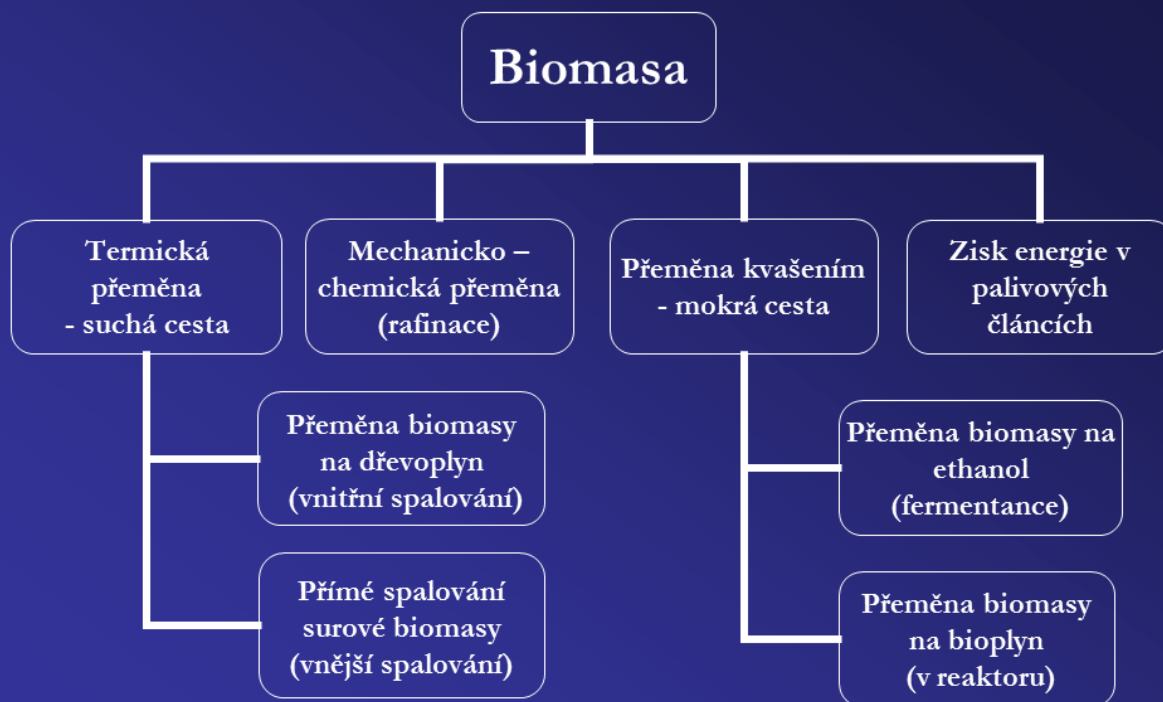 Biomasa
Termická
přeměna
- suchá cesta
Mechanicko –
chemická přeměna
(rafinace)
Přeměna kvašením
- mokrá cesta
Zisk energie v
palivových
článcích
Přeměna biomasy
na dřevoplyn
(vnitřní spalování)
Přímé spalování
surové biomasy
(vnější spalování)
Přeměna biomasy na
ethanol
(fermentance)
Přeměna biomasy
na bioplyn
(v reaktoru)